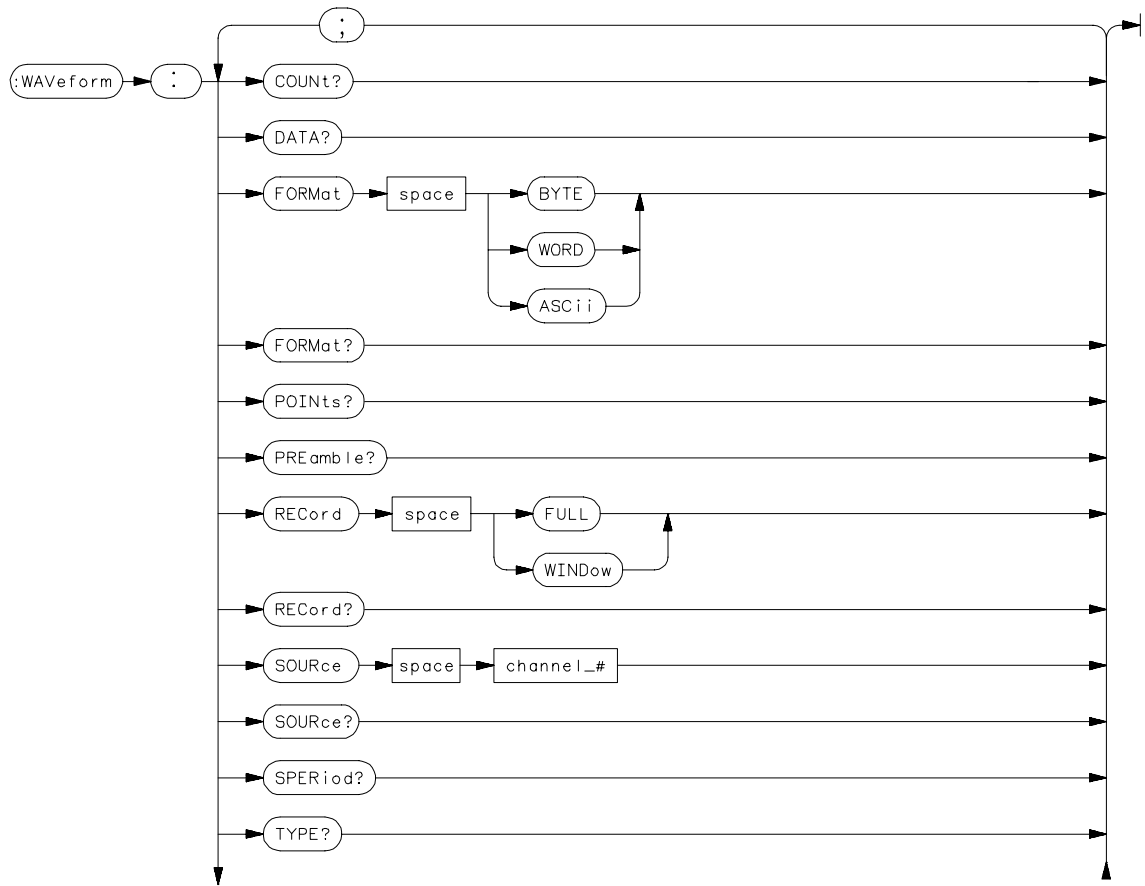 ;
:WAVeform : COUNt?
DATA?
FORMat space BYTE
WORD
ASCii
FORMat?
POINts?
PREamble?
RECord space FULL
WINDow
RECord?
SOURce space channel_#
SOURce?
SPERiod?
TYPE?